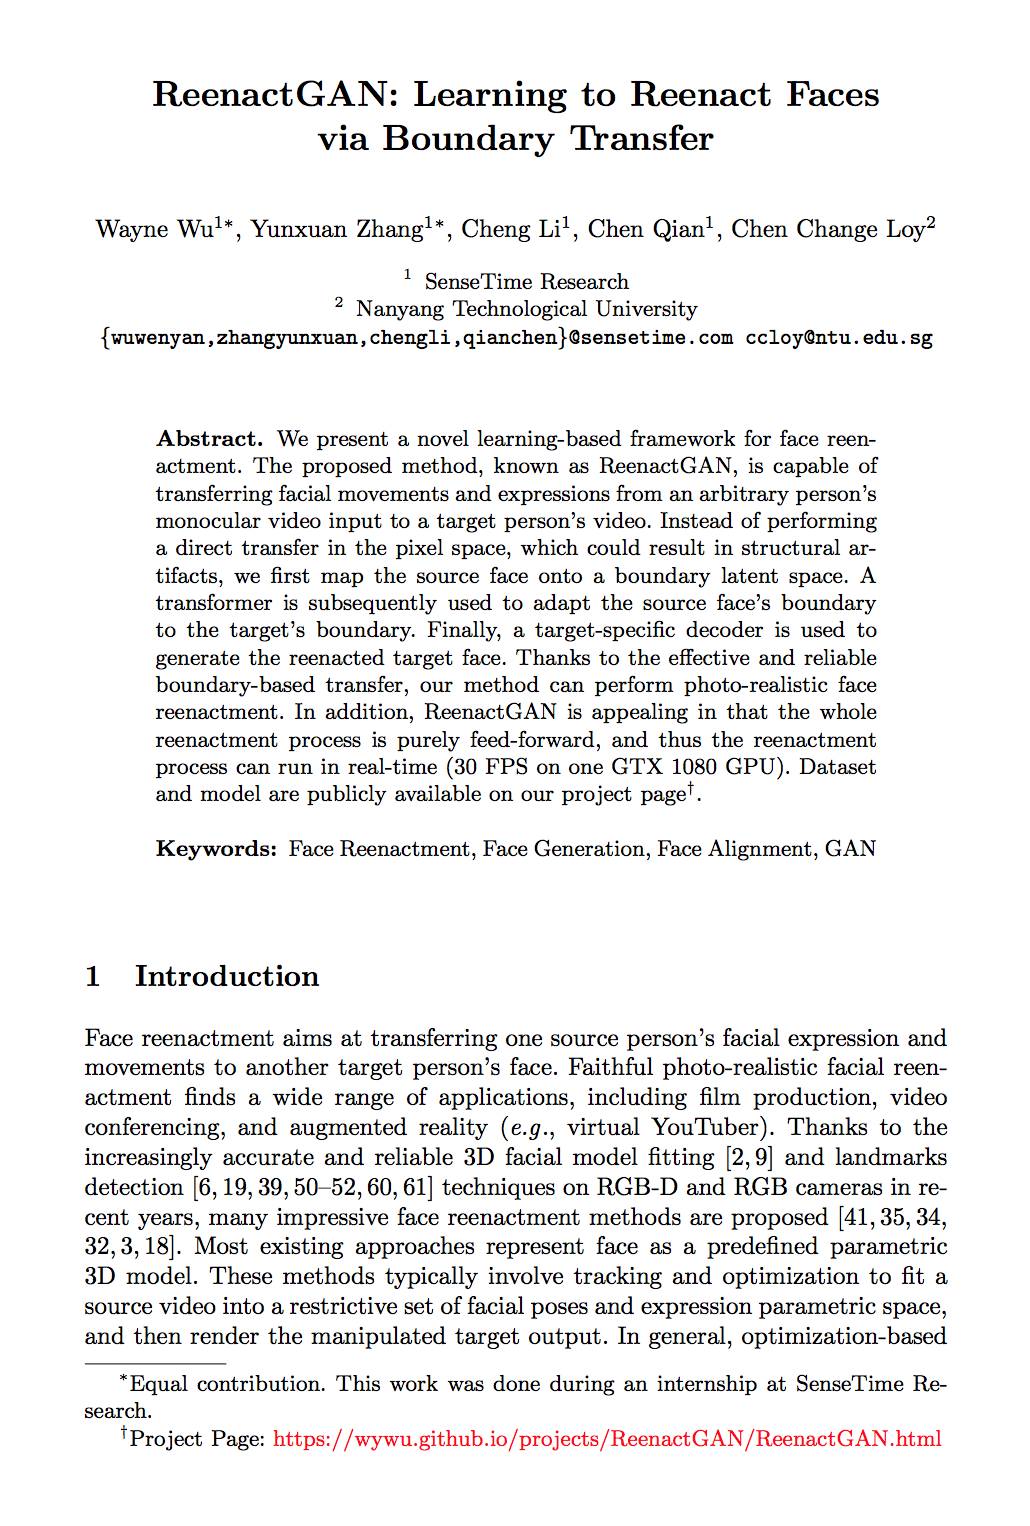 ReenactGAN: Learning to Reenact Faces
via Boundary Transfer
Wayne Wu1*, Yunxuan Zhang1*, Cheng Li1, Chen Qian1, Chen Change Loy2
1 SenseTime Research
2 Nanyang Technological University
{wuwenyan,zhangyunxuan,chengli,qianchen}@sensetime.com ccloy@ntu.edu.sg
Abstract. We present a novel learning-based framework for face reen-
actment. The proposed method, known as ReenactGAN, is capable of
transferring facial movements and expressions from an arbitrary person's
monocular video input to a target person's video. Instead of performing
a direct transfer in the pixel space, which could result in structural ar-
tifacts, we first map the source face onto a boundary latent space. A
transformer is subsequently used to adapt the source face's boundary
to the target's boundary. Finally, a target-specific decoder is used to
generate the reenacted target face. Thanks to the effective and reliable
boundary-based transfer, our method can perform photo-realistic face
reenactment. In addition, ReenactGAN is appealing in that the whole
reenactment process is purely feed-forward, and thus the reenactment
process can run in real-time (30 FPS on one GTX 1080 GPU). Dataset
and model are publicly available on our project page†.
Keywords: Face Reenactment, Face Generation, Face Alignment, GAN
1 Introduction
Face reenactment aims at transferring one source person's facial expression and
movements to another target person's face. Faithful photo-realistic facial reen-
actment finds a wide range of applications, including film production, video
conferencing, and augmented reality (e.g., virtual YouTuber). Thanks to the
increasingly accurate and reliable 3D facial model fitting [2,9] and landmarks
detection [6,19,39,50–52,60,61] techniques on RGB-D and RGB cameras in re-
cent years, many impressive face reenactment methods are proposed [41,35,34,
32,3,18]. Most existing approaches represent face as a predefined parametric
3D model. These methods typically involve tracking and optimization to fit a
source video into a restrictive set of facial poses and expression parametric space,
and then render the manipulated target output. In general, optimization-based
*Equal contribution. This work was done during an internship at SenseTime Re-
search.
†Project Page: https://wywu.github.io/projects/ReenactGAN/ReenactGAN.html